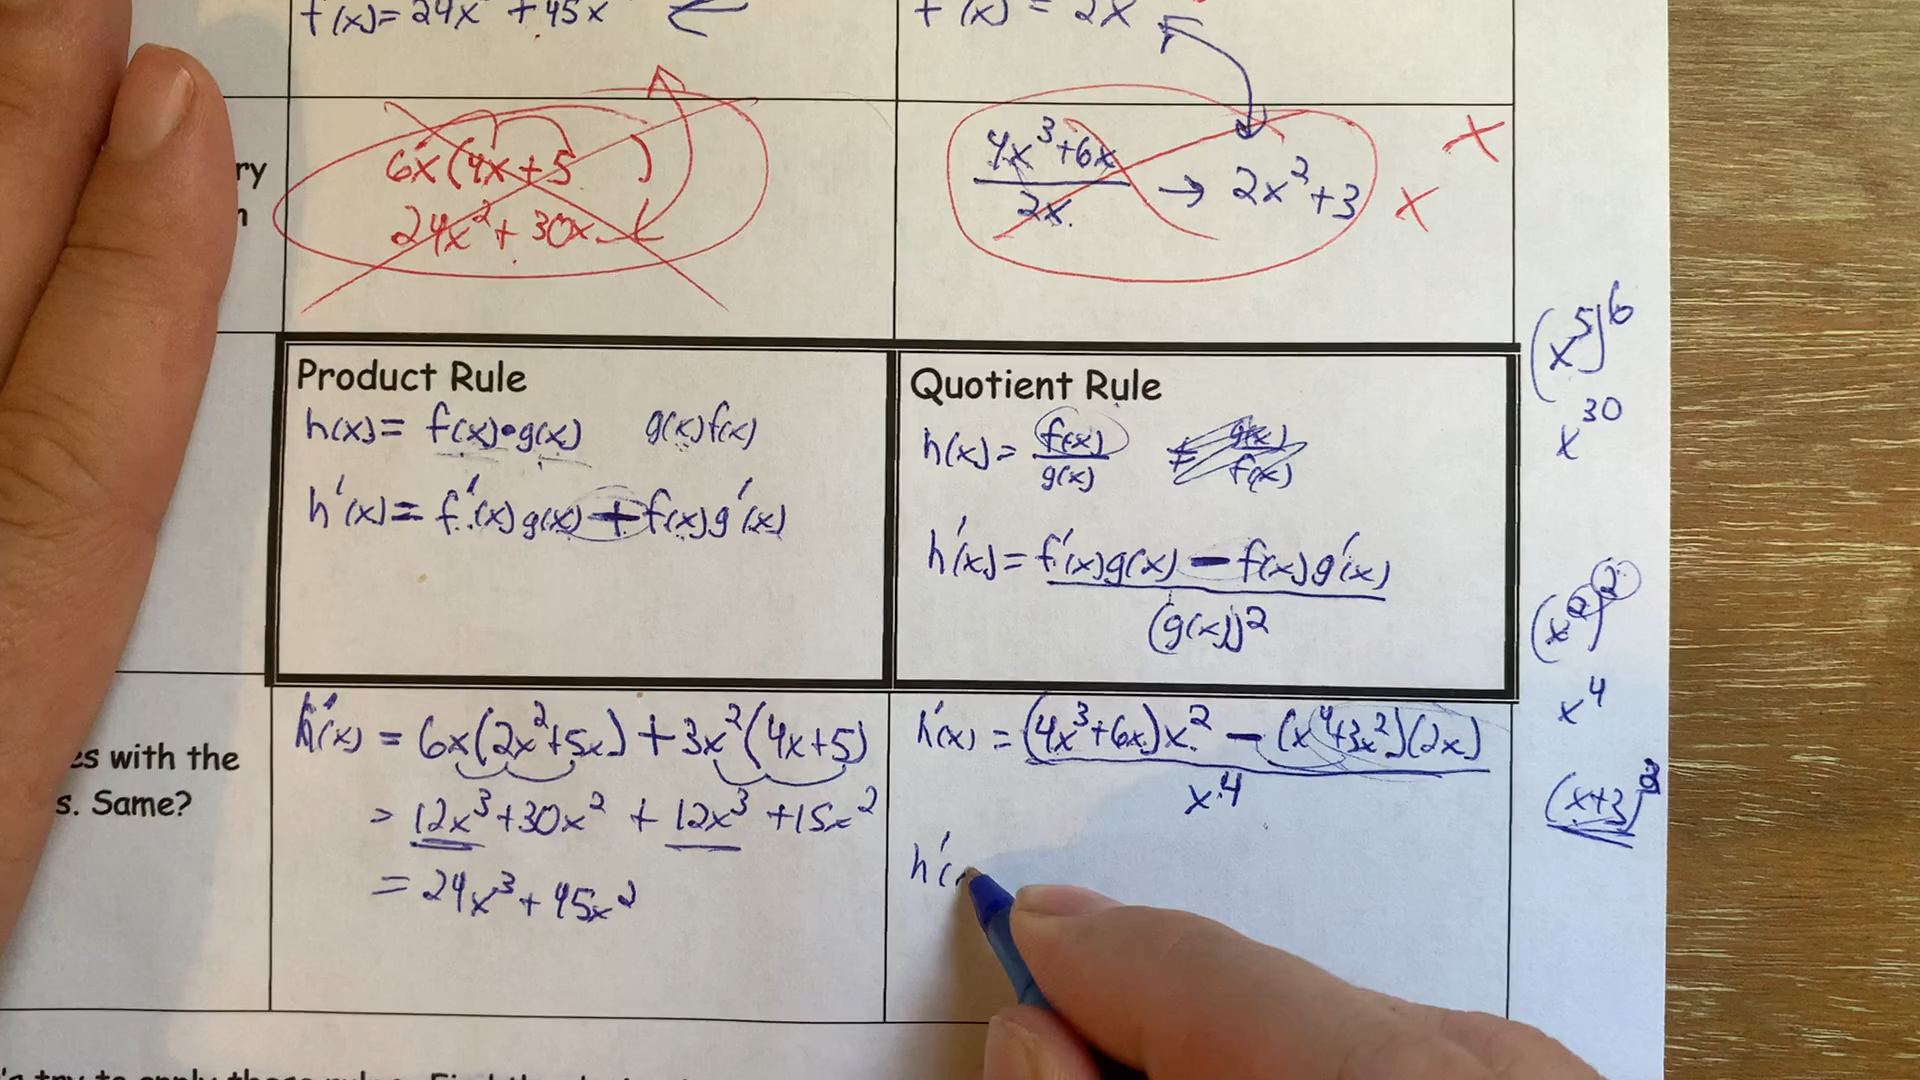 f'(x) = 24x + 45x
f'(x) = 2x
6x(4x+5 )
24x² + 30x
4x³+6x / 2x → 2x² + 3
x
x
ry
n
(x⁵)⁶
x³⁰
Product Rule
h(x) = f(x)•g(x) g(x)f(x)
h'(x) = f'(x)g(x) + f(x)g'(x)
Quotient Rule
h(x) = f(x)/g(x) ≠ g(x)/f(x)
h'(x) = f'(x)g(x) − f(x)g'(x) / (g(x))²
(x²)²
x⁴
(x+3)²
es with the
s. Same?
h'(x) = 6x(2x²+5x) + 3x²(4x+5)
= 12x³+30x² + 12x³ +15x²
= 24x³ + 45x²
h'(x) = (4x³+6x)x² − (x⁴+3x²)(2x) / x⁴
h'(